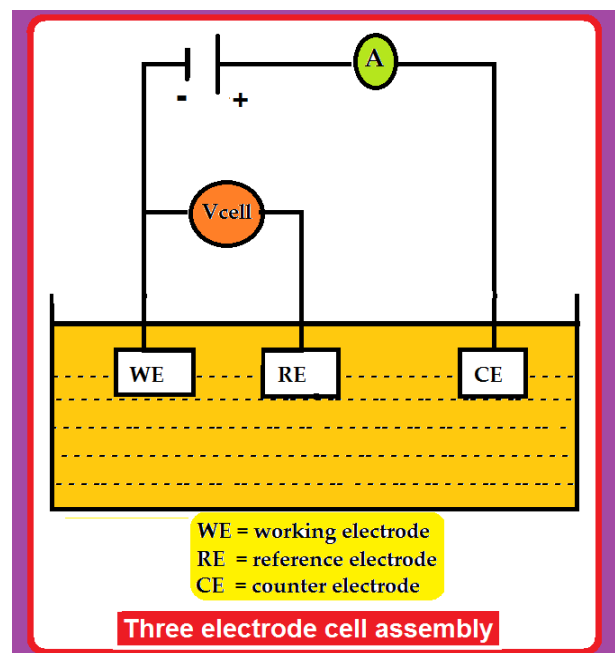 A
- +
Vcell
WE RE CE
WE = working electrode
RE = reference electrode
CE = counter electrode
Three electrode cell assembly